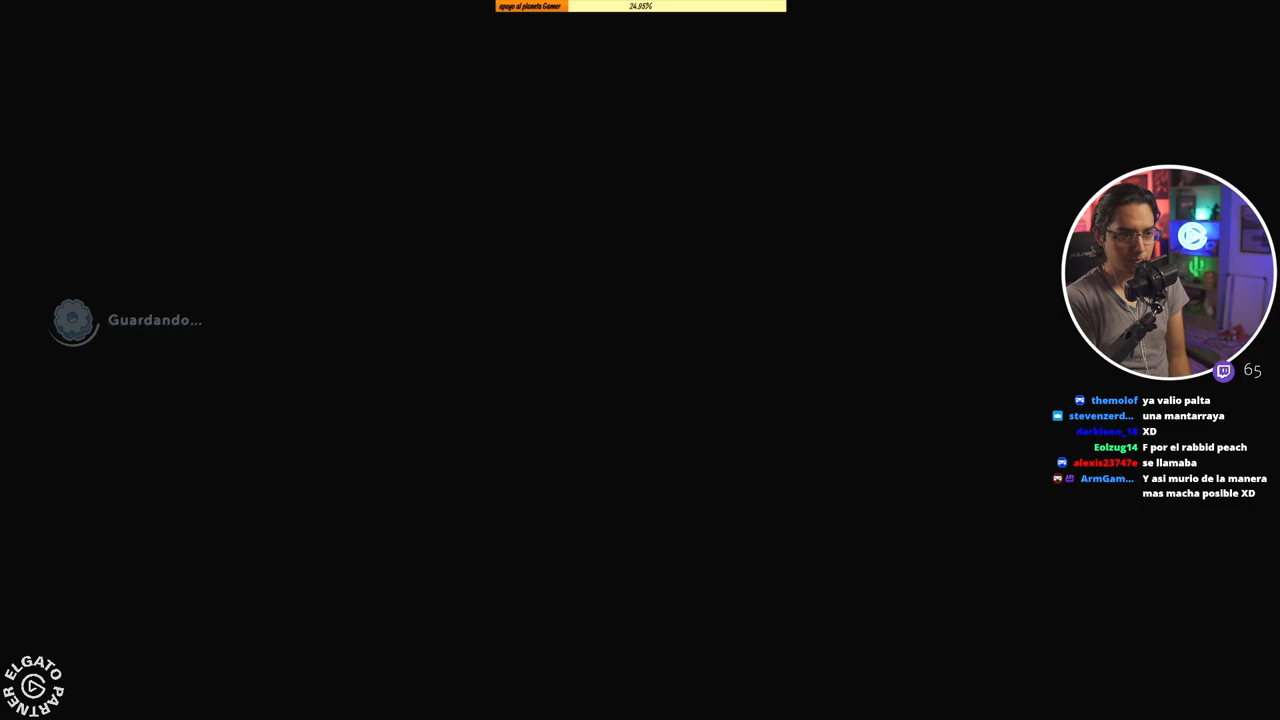 apoyo al planeta Gamer 24.95%
Guardando...
65
themolof ya valio palta
stevenzerd... una mantarraya
darkleon_18 XD
Eolzug14 F por el rabbid peach
alexis23747e se llamaba
ArmGam... Y asi murio de la manera
mas macha posible XD
ELGATO
PARTNER